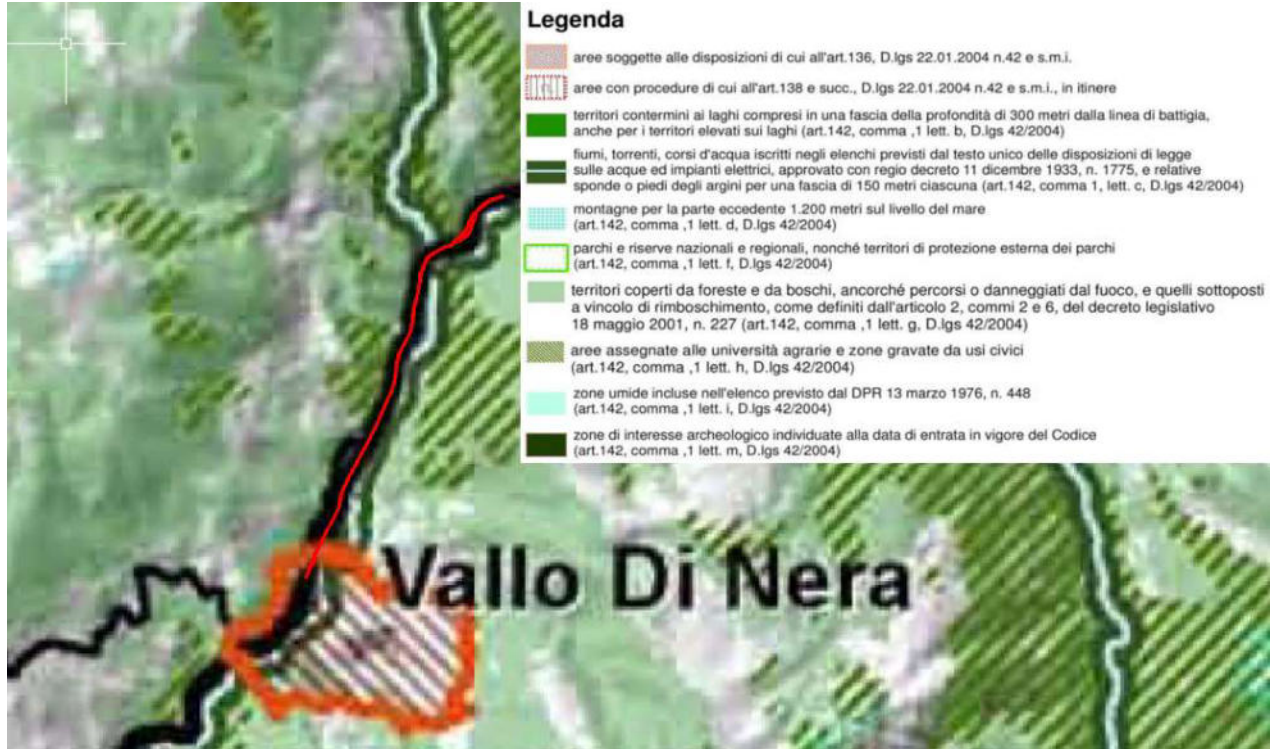 Legenda
aree soggette alle disposizioni di cui all'art.136, D.lgs 22.01.2004 n.42 e s.m.i.
aree con procedure di cui all'art.138 e succ., D.lgs 22.01.2004 n.42 e s.m.i., in itinere
territori contermini ai laghi compresi in una fascia della profondità di 300 metri dalla linea di battigia,
anche per i territori elevati sui laghi (art.142, comma ,1 lett. b, D.lgs 42/2004)
fiumi, torrenti, corsi d'acqua iscritti negli elenchi previsti dal testo unico delle disposizioni di legge
sulle acque ed impianti elettrici, approvato con regio decreto 11 dicembre 1933, n. 1775, e relative
sponde o piedi degli argini per una fascia di 150 metri ciascuna (art.142, comma 1, lett. c, D.lgs 42/2004)
montagne per la parte eccedente 1.200 metri sul livello del mare
(art.142, comma ,1 lett. d, D.lgs 42/2004)
parchi e riserve nazionali e regionali, nonché territori di protezione esterna dei parchi
(art.142, comma ,1 lett. f, D.lgs 42/2004)
territori coperti da foreste e da boschi, ancorché percorsi o danneggiati dal fuoco, e quelli sottoposti
a vincolo di rimboschimento, come definiti dall'articolo 2, commi 2 e 6, del decreto legislativo
18 maggio 2001, n. 227 (art.142, comma ,1 lett. g, D.lgs 42/2004)
aree assegnate alle università agrarie e zone gravate da usi civici
(art.142, comma ,1 lett. h, D.lgs 42/2004)
zone umide incluse nell'elenco previsto dal DPR 13 marzo 1976, n. 448
(art.142, comma ,1 lett. i, D.lgs 42/2004)
zone di interesse archeologico individuate alla data di entrata in vigore del Codice
(art.142, comma ,1 lett. m, D.lgs 42/2004)
Vallo Di Nera